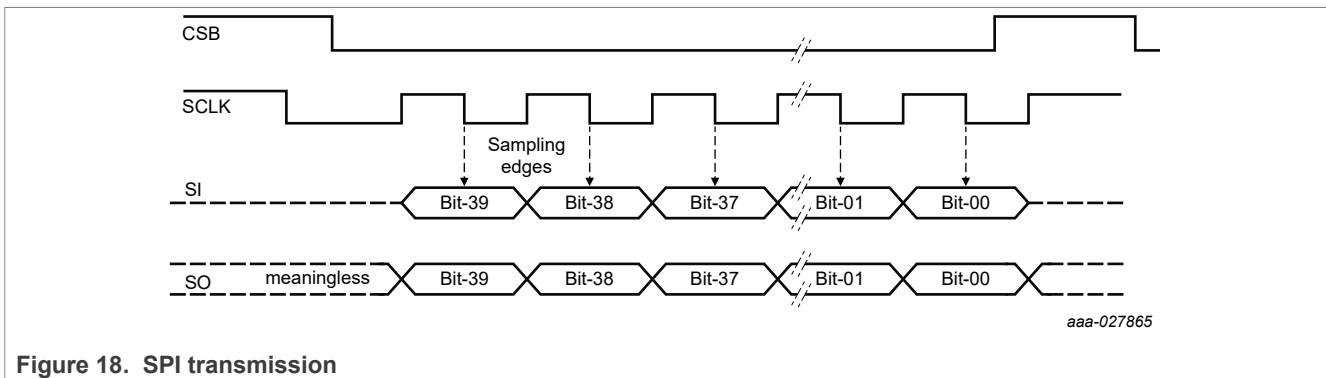 CSB
SCLK
Sampling
edges
SI
Bit-39 Bit-38 Bit-37 Bit-01 Bit-00
SO meaningless Bit-39 Bit-38 Bit-37 Bit-01 Bit-00
aaa-027865
Figure 18. SPI transmission